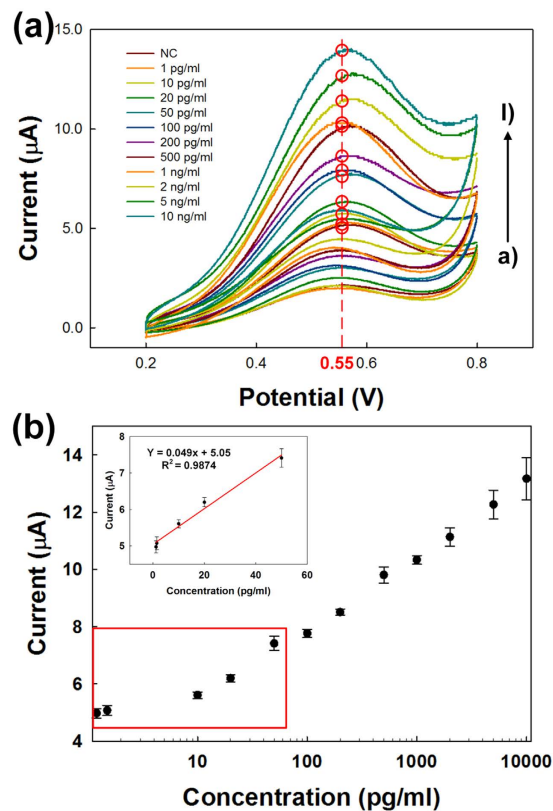 (a)
15.0
10.0
5.0
0.0
Current (μA)
NC
1 pg/ml
10 pg/ml
20 pg/ml
50 pg/ml
100 pg/ml
200 pg/ml
500 pg/ml
1 ng/ml
2 ng/ml
5 ng/ml
10 ng/ml
l)
a)
0.2
0.4
0.55
0.6
0.8
Potential (V)
(b)
14
12
10
8
6
4
Current (μA)
Y = 0.049x + 5.05
R² = 0.9874
8
7
6
5
Current (μA)
0
20
40
60
Concentration (pg/ml)
10
100
1000
10000
Concentration (pg/ml)